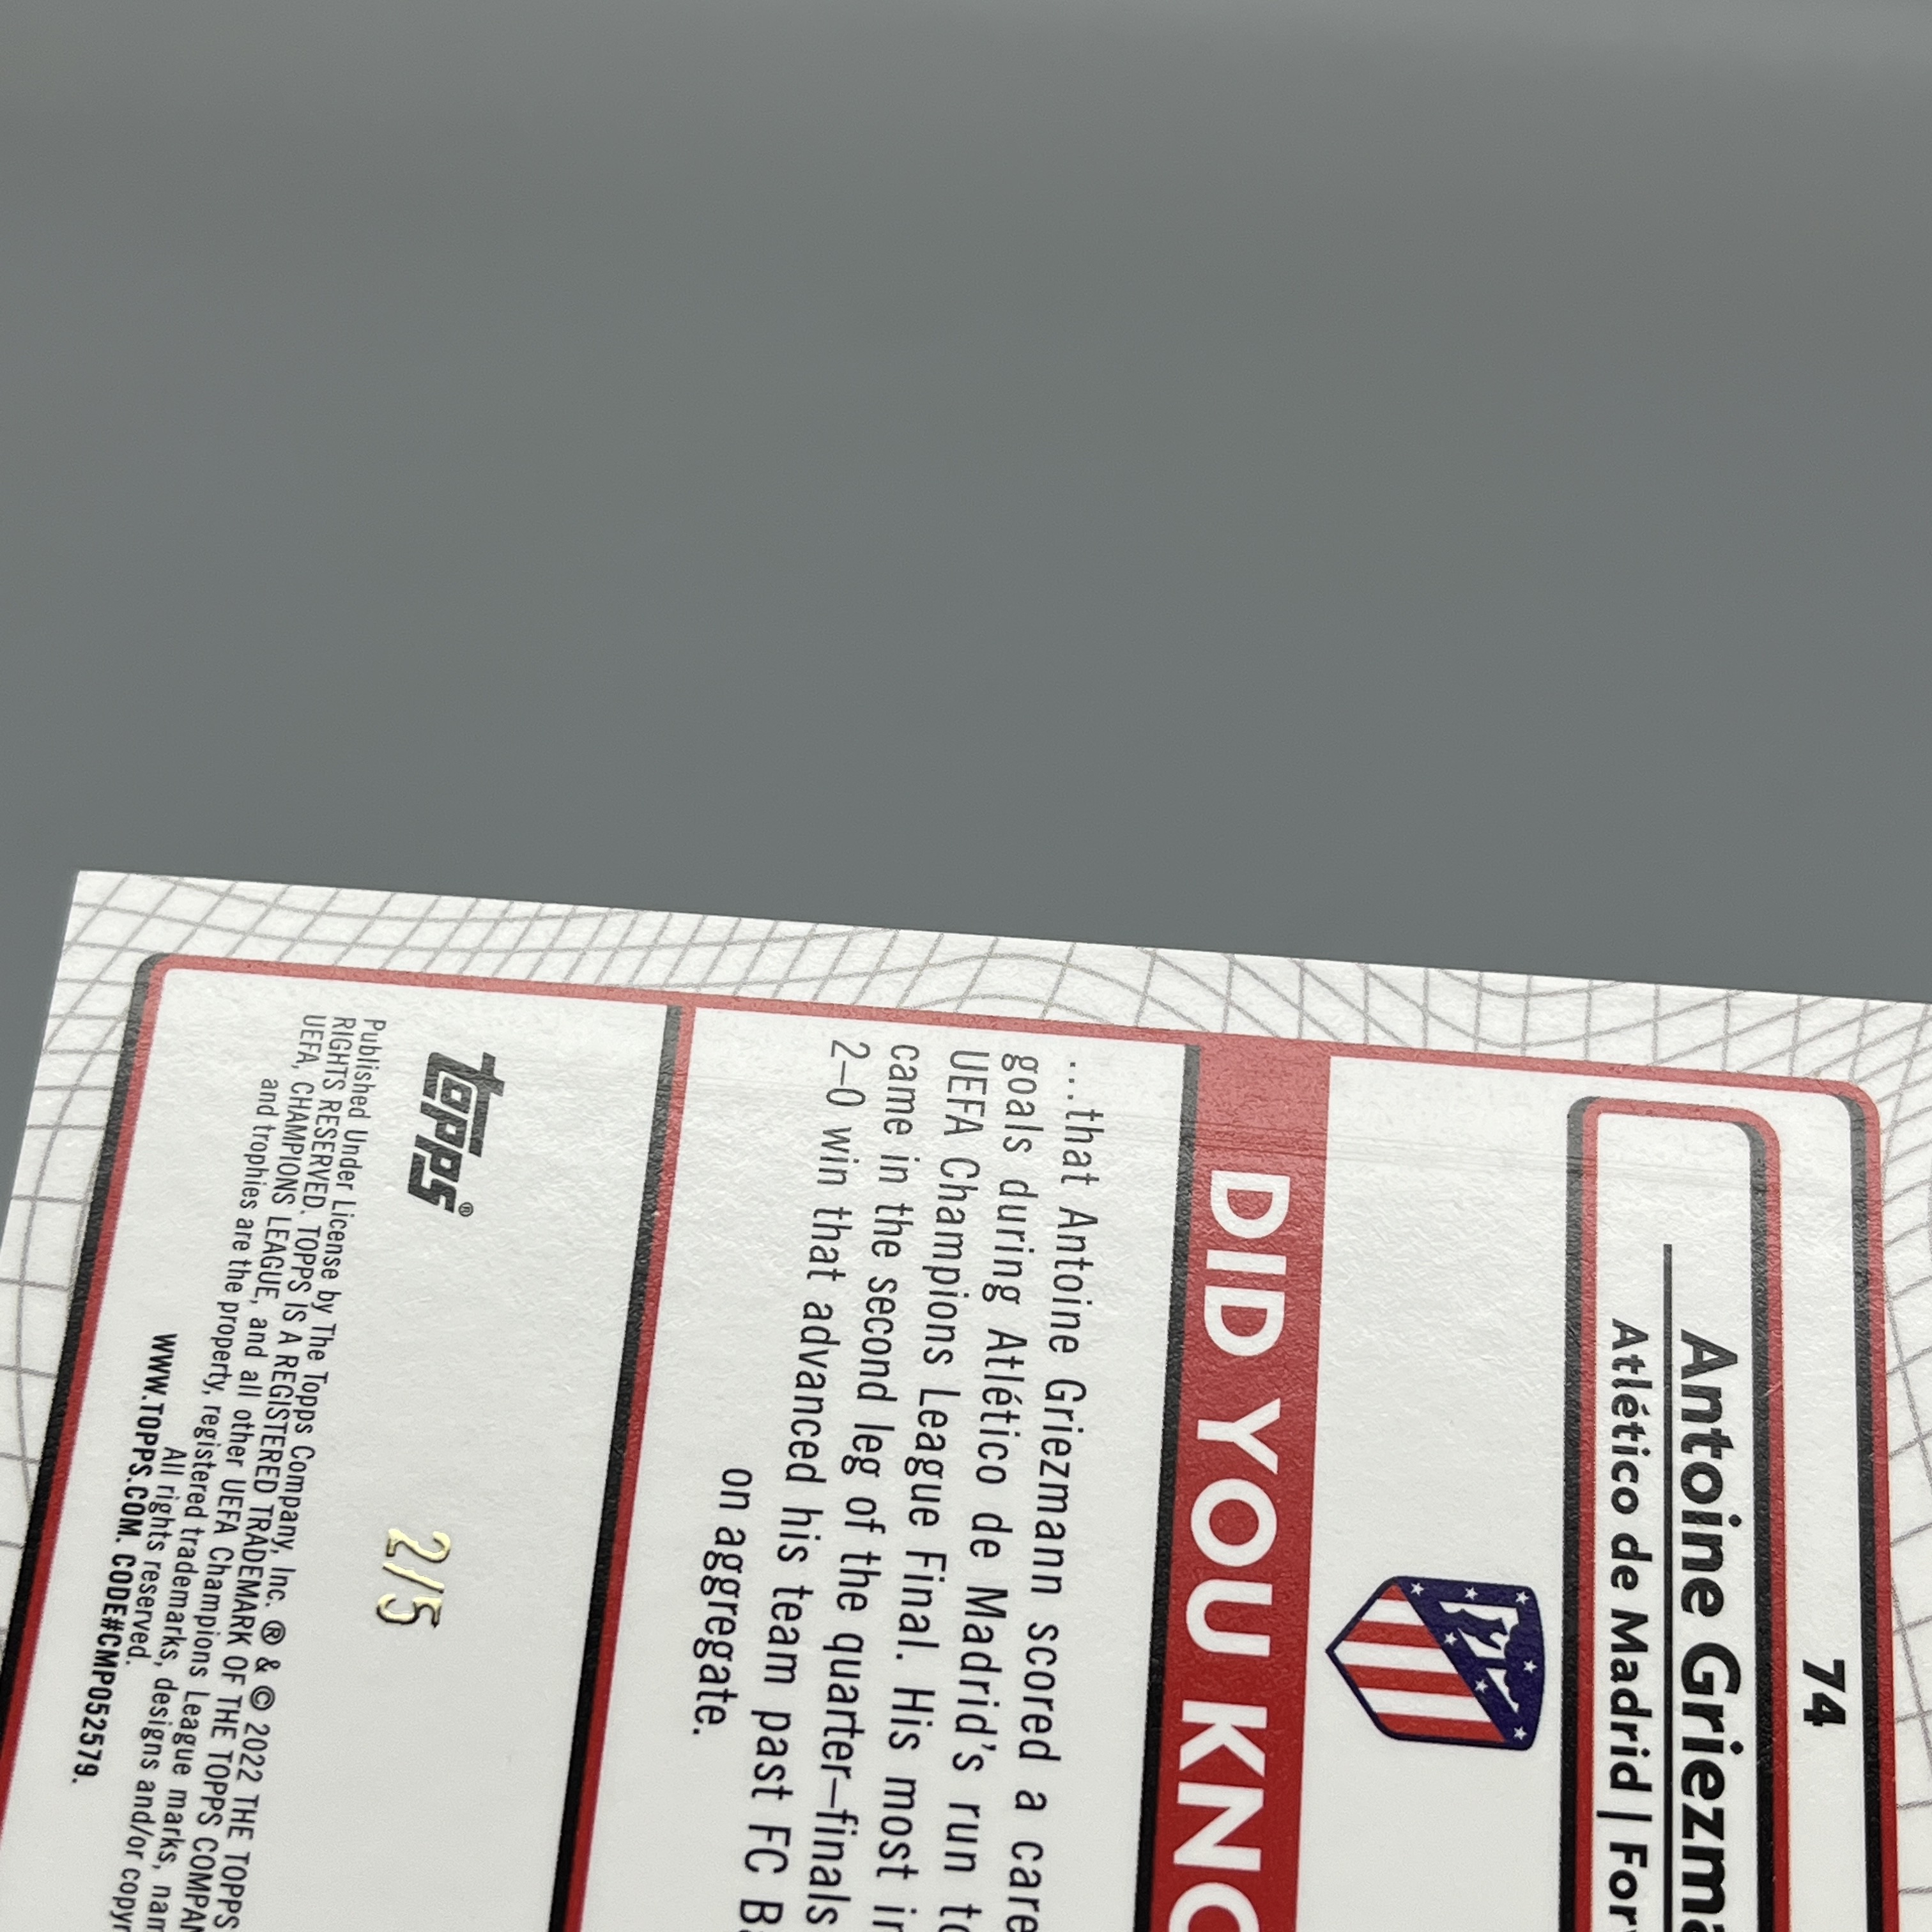 74
Antoine Griezma
Atlético de Madrid | For
DID YOU KNO
...that Antoine Griezmann scored a care
goals during Atlético de Madrid's run to
UEFA Champions League Final. His most i
came in the second leg of the quarter-finals
2-0 win that advanced his team past FC B
on aggregate.
topps®
2/5
Published Under License by The Topps Company, Inc. ® & © 2022 THE TOPPS
RIGHTS RESERVED. TOPPS IS A REGISTERED TRADEMARK OF THE TOPPS COMPAN
UEFA, CHAMPIONS LEAGUE, and all other UEFA Champions League marks, nam
and trophies are the property, registered trademarks, designs and/or copyr
All rights reserved.
WWW.TOPPS.COM. CODE#CMP052579.